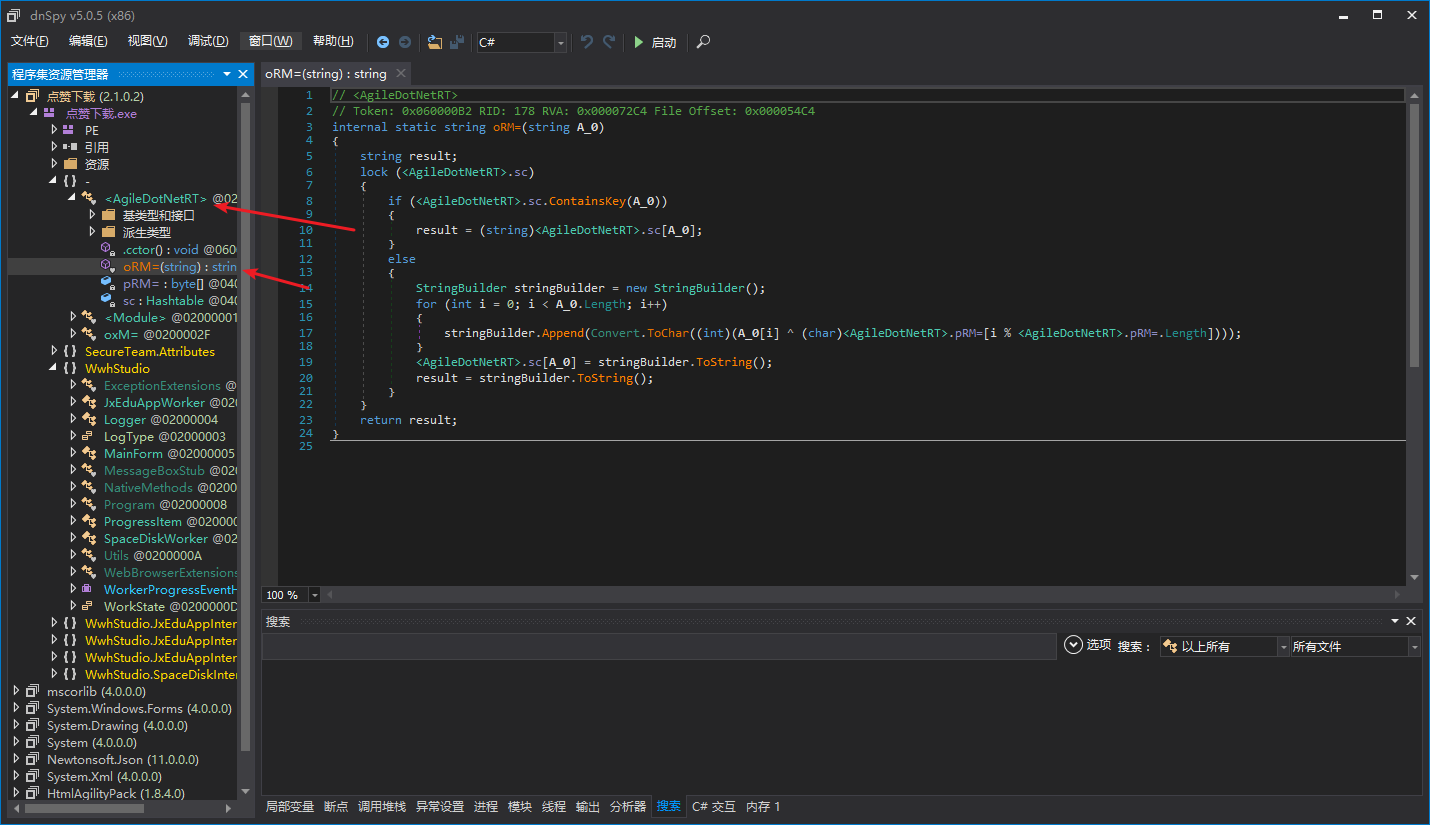 dnSpy v5.0.5 (x86)
文件(F) 编辑(E) 视图(V) 调试(D) 窗口(W) 帮助(H) C# 启动
程序集资源管理器
点赞下载 (2.1.0.2)
点赞下载.exe
PE
引用
资源
-
<AgileDotNetRT> @02
基类型和接口
派生类型
.cctor() : void @060
oRM=(string) : strin
pRM= : byte[] @040
sc : Hashtable @040
<Module> @02000001
oxM= @0200002F
SecureTeam.Attributes
WwhStudio
ExceptionExtensions @
JxEduAppWorker @020
Logger @02000004
LogType @02000003
MainForm @02000005
MessageBoxStub @020
NativeMethods @0200
Program @02000008
ProgressItem @020000
SpaceDiskWorker @02
Utils @0200000A
WebBrowserExtensions
WorkerProgressEventH
WorkState @0200000D
WwhStudio.JxEduAppInter
WwhStudio.JxEduAppInter
WwhStudio.JxEduAppInter
WwhStudio.SpaceDiskInter
mscorlib (4.0.0.0)
System.Windows.Forms (4.0.0.0)
System.Drawing (4.0.0.0)
System (4.0.0.0)
Newtonsoft.Json (11.0.0.0)
System.Xml (4.0.0.0)
HtmlAgilityPack (1.8.4.0)
oRM=(string) : string
1 // <AgileDotNetRT>
2 // Token: 0x060000B2 RID: 178 RVA: 0x000072C4 File Offset: 0x000054C4
3 internal static string oRM=(string A_0)
4 {
5 string result;
6 lock (<AgileDotNetRT>.sc)
7 {
8 if (<AgileDotNetRT>.sc.ContainsKey(A_0))
9 {
10 result = (string)<AgileDotNetRT>.sc[A_0];
11 }
12 else
13 {
14 StringBuilder stringBuilder = new StringBuilder();
15 for (int i = 0; i < A_0.Length; i++)
16 {
17 stringBuilder.Append(Convert.ToChar((int)(A_0[i] ^ (char)<AgileDotNetRT>.pRM=[i % <AgileDotNetRT>.pRM=.Length])));
18 }
19 <AgileDotNetRT>.sc[A_0] = stringBuilder.ToString();
20 result = stringBuilder.ToString();
21 }
22 }
23 return result;
24 }
25
100 %
搜索
选项 搜索： 以上所有 所有文件
局部变量 断点 调用堆栈 异常设置 进程 模块 线程 输出 分析器 搜索 C# 交互 内存 1